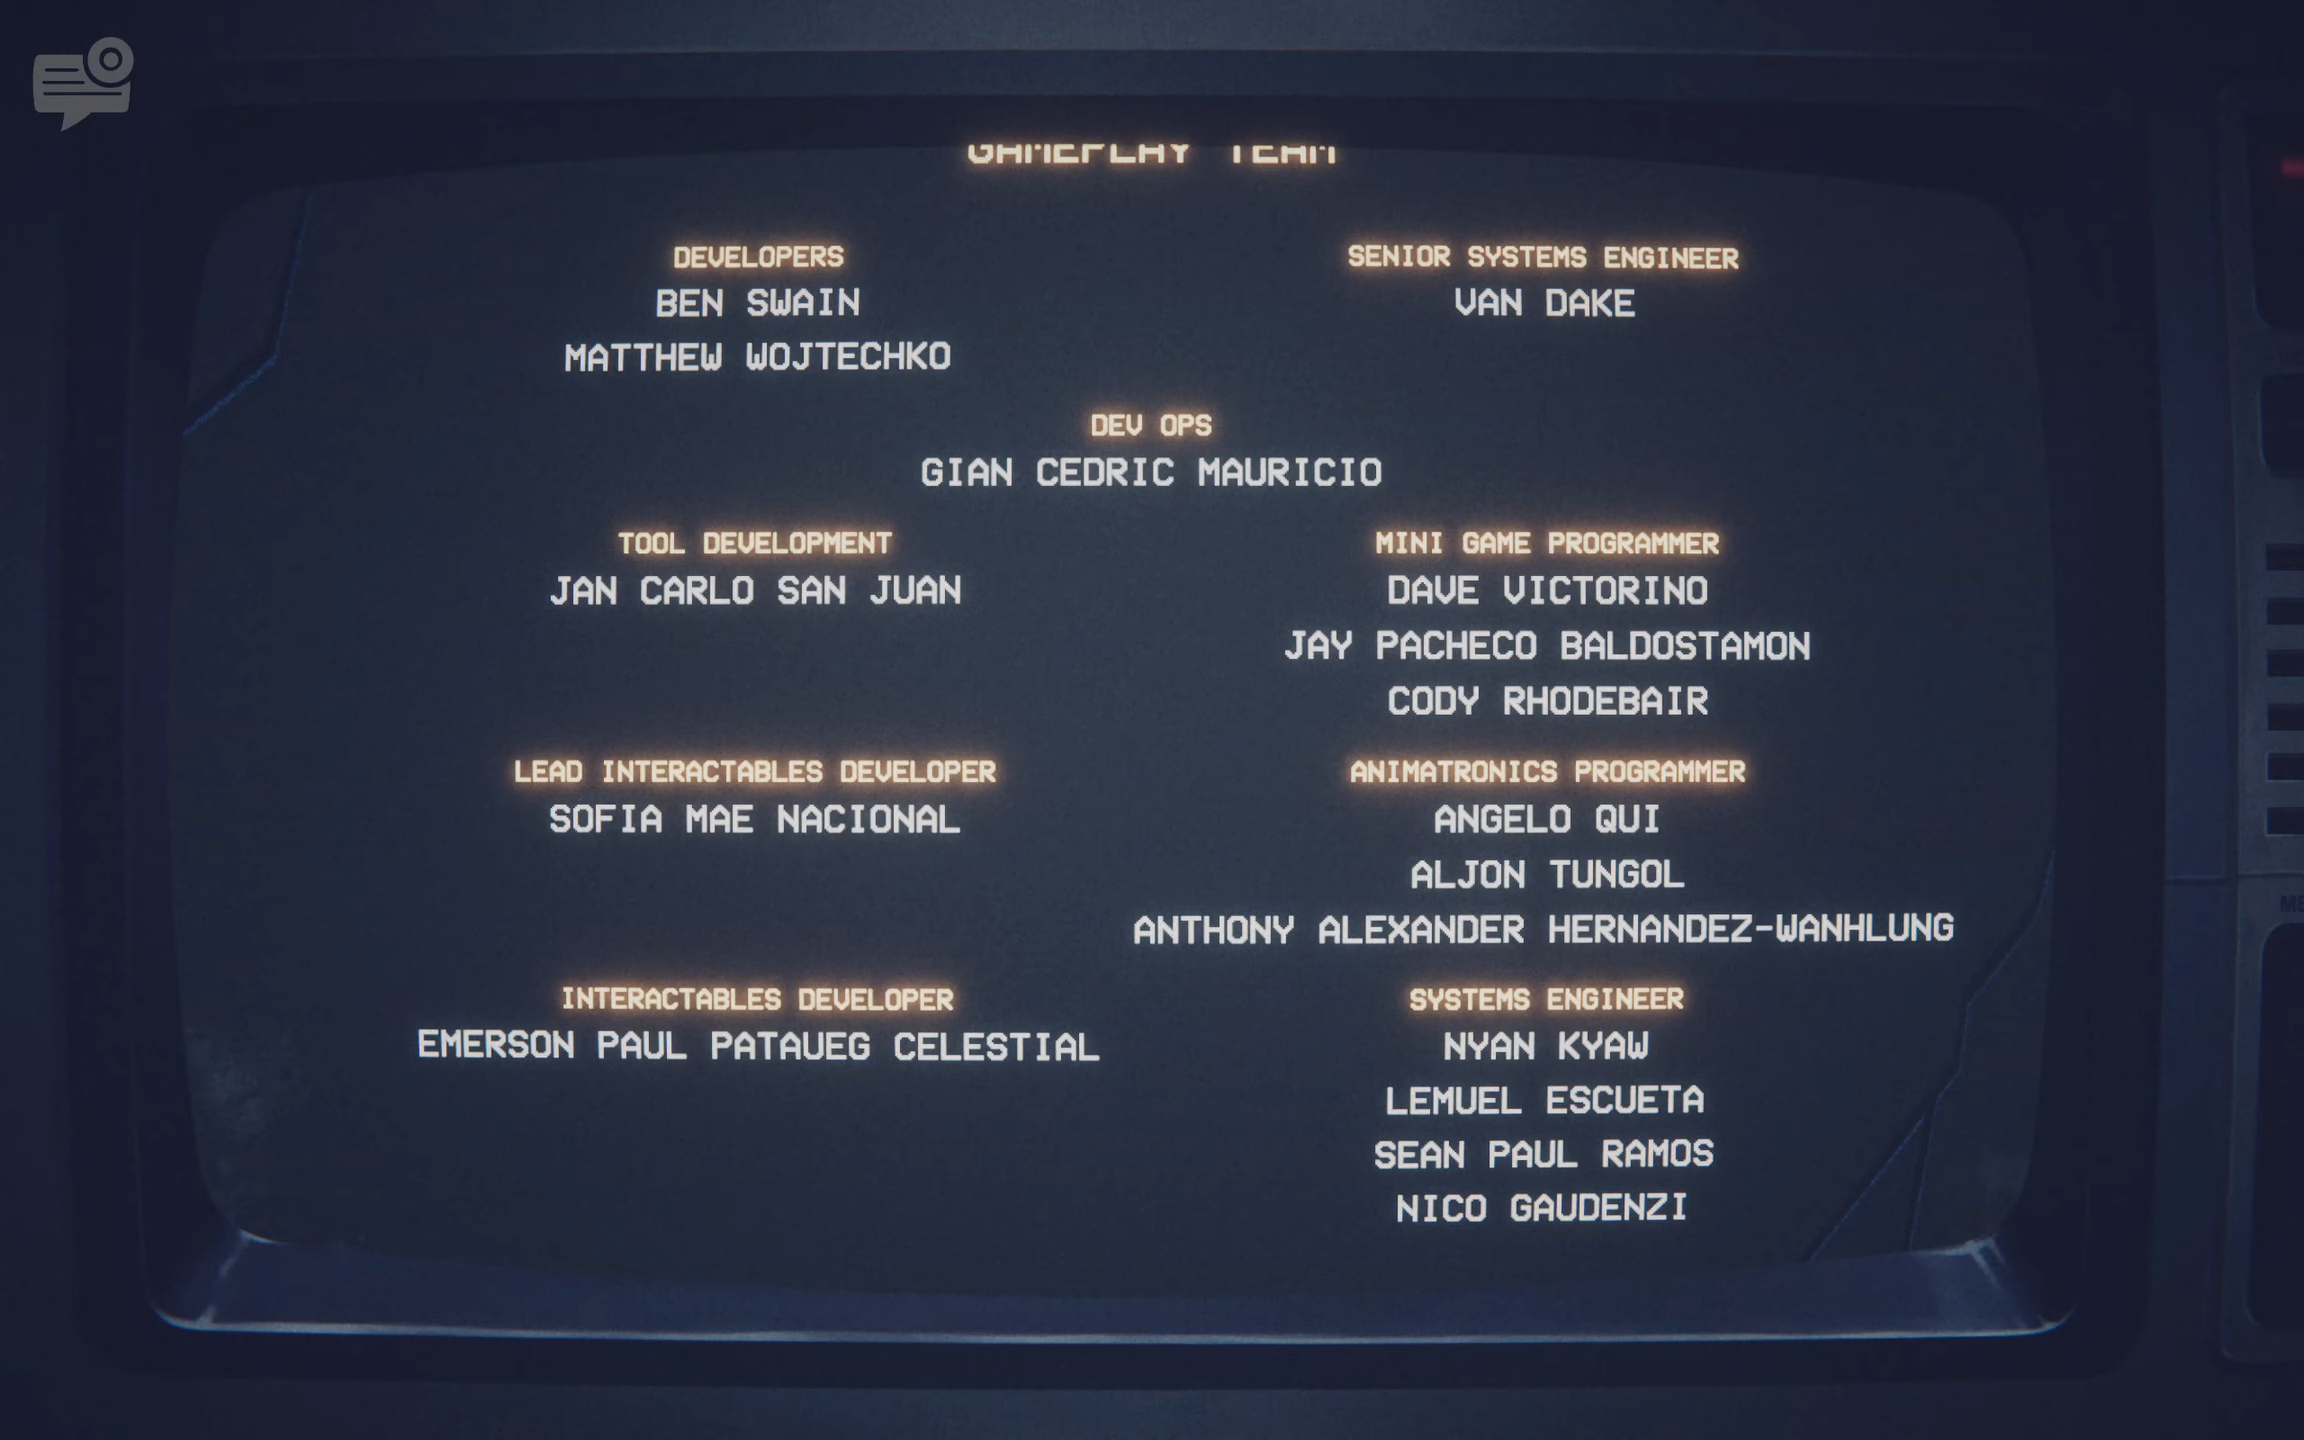 GAMEPLAY TEAM
DEVELOPERS
BEN SWAIN
MATTHEW WOJTECHKO
SENIOR SYSTEMS ENGINEER
VAN DAKE
DEV OPS
GIAN CEDRIC MAURICIO
TOOL DEVELOPMENT
JAN CARLO SAN JUAN
MINI GAME PROGRAMMER
DAVE VICTORINO
JAY PACHECO BALDOSTAMON
CODY RHODEBAIR
LEAD INTERACTABLES DEVELOPER
SOFIA MAE NACIONAL
ANIMATRONICS PROGRAMMER
ANGELO QUI
ALJON TUNGOL
ANTHONY ALEXANDER HERNANDEZ-WANHLUNG
INTERACTABLES DEVELOPER
EMERSON PAUL PATAUEG CELESTIAL
SYSTEMS ENGINEER
NYAN KYAW
LEMUEL ESCUETA
SEAN PAUL RAMOS
NICO GAUDENZI